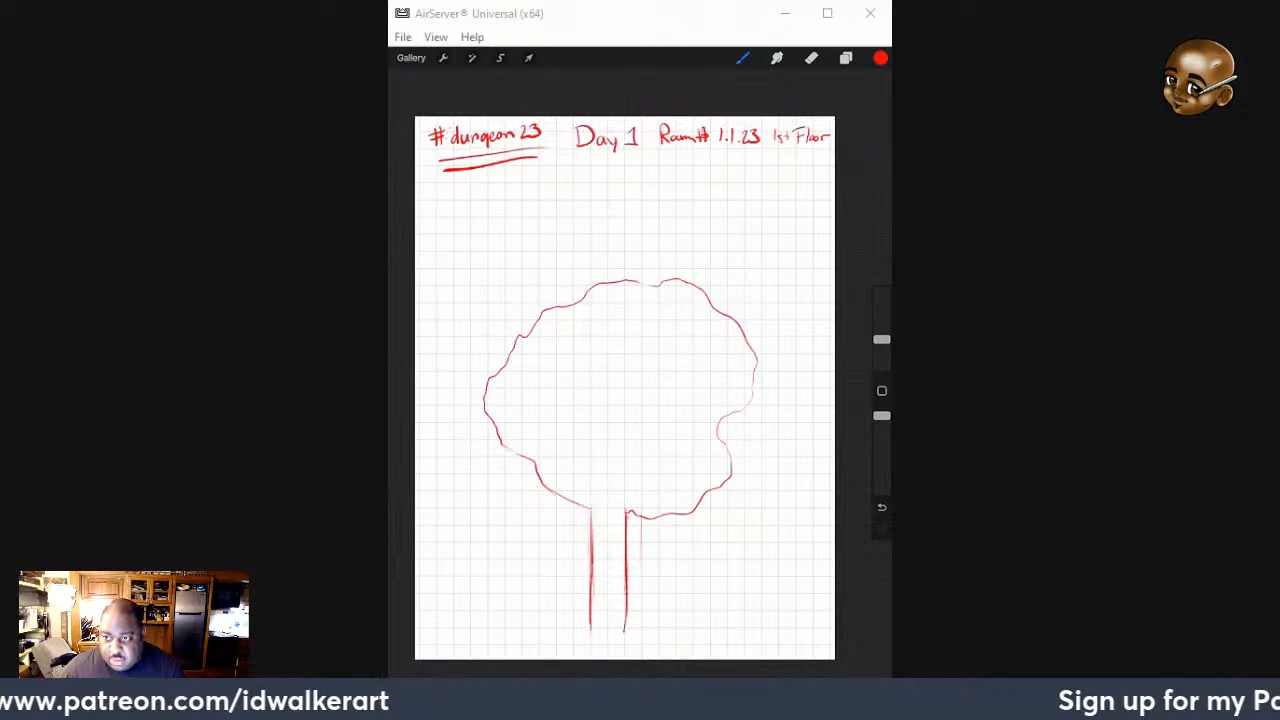 AirServer® Universal (x64)
File View Help
Gallery
#dungeon23 Day 1 Room# 1.1.23 1st Floor
www.patreon.com/idwalkerart Sign up for my Pa